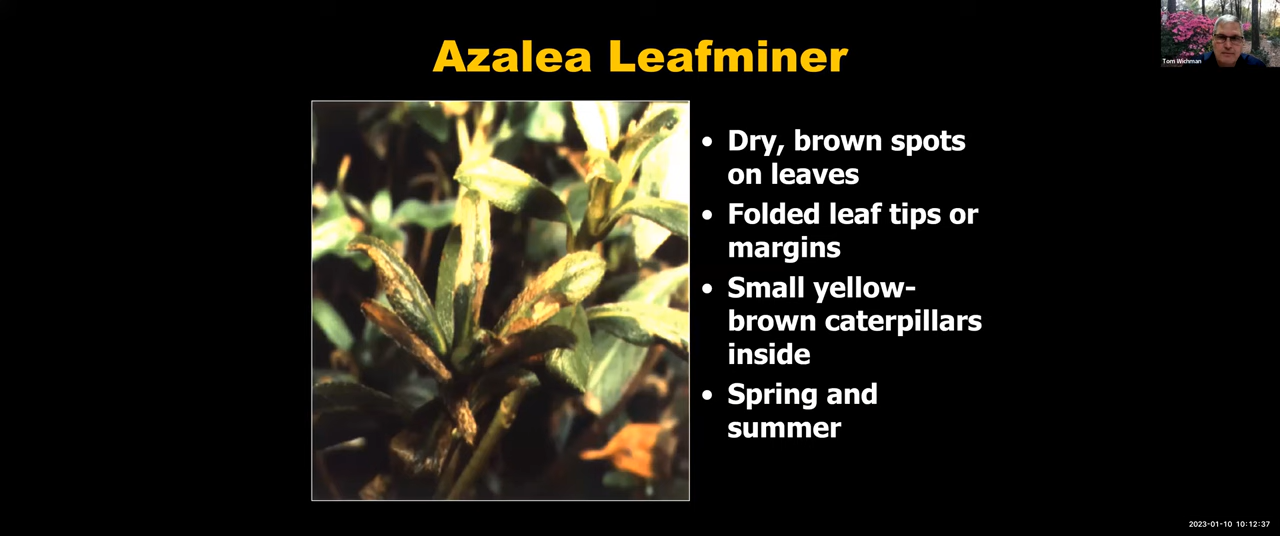 Azalea Leafminer
Tom Wichman
• Dry, brown spots
on leaves
• Folded leaf tips or
margins
• Small yellow-
brown caterpillars
inside
• Spring and
summer
2023-01-10 10:12:37